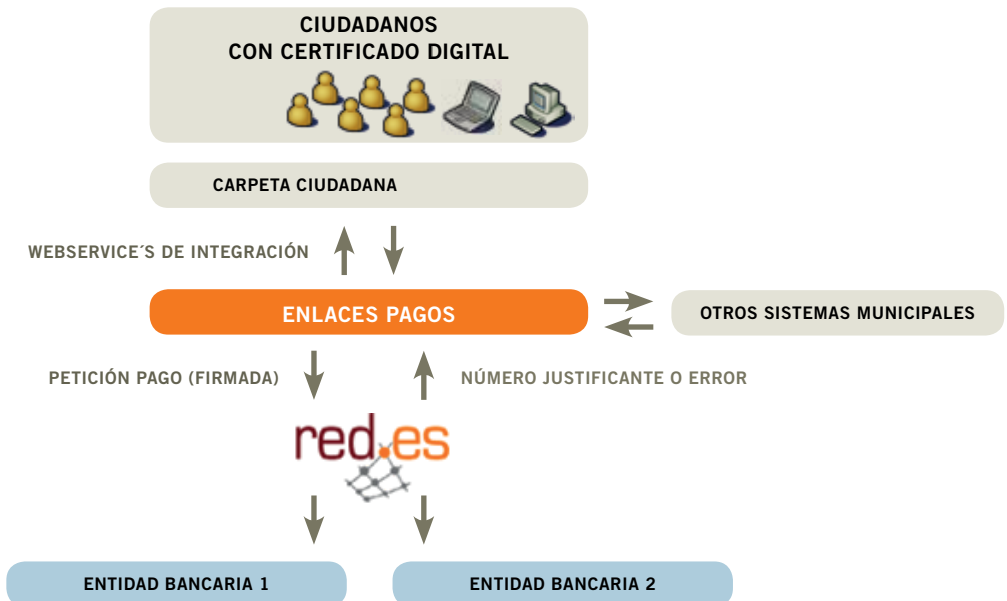 CIUDADANOS
CON CERTIFICADO DIGITAL
CARPETA CIUDADANA
WEBSERVICE´S DE INTEGRACIÓN
ENLACES PAGOS
OTROS SISTEMAS MUNICIPALES
PETICIÓN PAGO (FIRMADA)
NÚMERO JUSTIFICANTE O ERROR
red.es
ENTIDAD BANCARIA 1
ENTIDAD BANCARIA 2